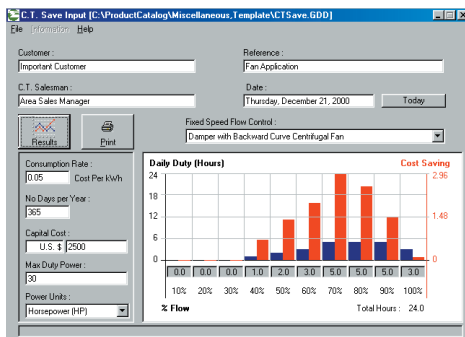 C.T. Save Input [C:\ProductCatalog\Miscellaneous,Template\CTSave.GDD]
File Information Help
Customer :
Important Customer
Reference :
Fan Application
C.T. Salesman :
Area Sales Manager
Date :
Thursday, December 21, 2000
Today
Results
Print
Fixed Speed Flow Control :
Damper with Backward Curve Centrifugal Fan
Consumption Rate :
0.05 Cost Per kWh
No Days per Year :
365
Capital Cost :
U.S. $ 2500
Max Duty Power :
30
Power Units :
Horsepower (HP)
Daily Duty (Hours) Cost Saving
24 2.96
18
12 1.48
6
0 0
0.0 0.0 0.0 1.0 2.0 3.0 5.0 5.0 5.0 3.0
10% 20% 30% 40% 50% 60% 70% 80% 90% 100%
% Flow Total Hours : 24.0